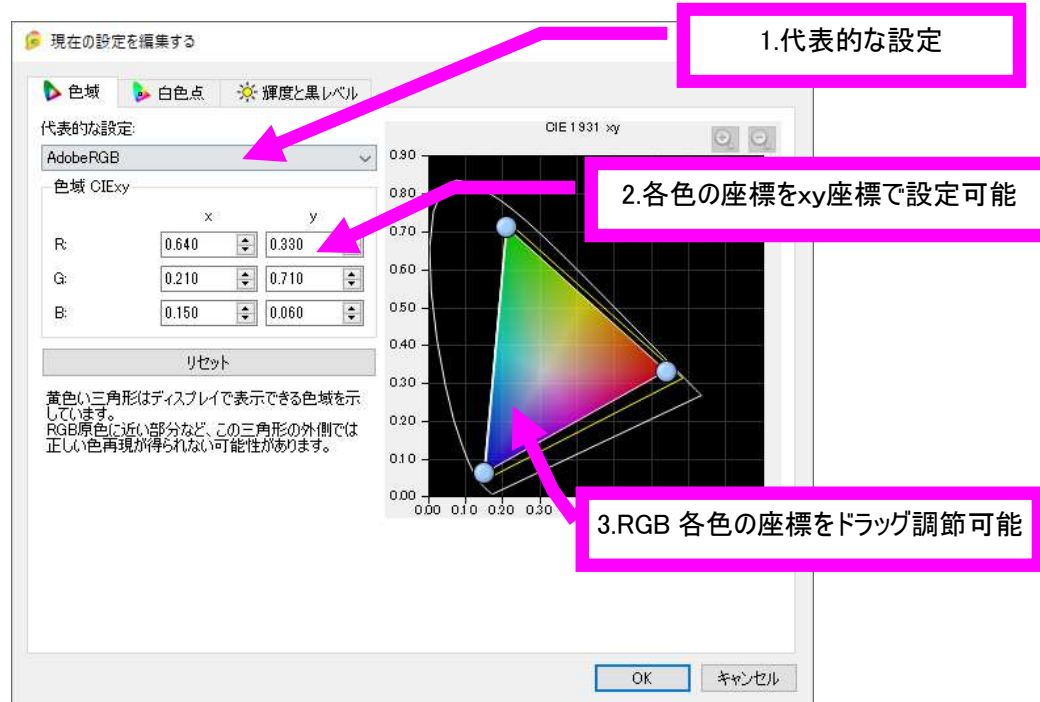 現在の設定を編集する
1.代表的な設定
色域
白色点
輝度と黒レベル
代表的な設定:
AdobeRGB
色域 CIExy
x y
R: 0.640 0.330
G: 0.210 0.710
B: 0.150 0.060
リセット
黄色い三角形はディスプレイで表示できる色域を示
しています。
RGB原色に近い部分など、この三角形の外側では
正しい色再現が得られない可能性があります。
CIE 1931 xy
0.90
0.80
0.70
0.60
0.50
0.40
0.30
0.20
0.10
0.00
0.00 0.10 0.20 0.30
2.各色の座標をxy座標で設定可能
3.RGB 各色の座標をドラッグ調節可能
OK
キャンセル